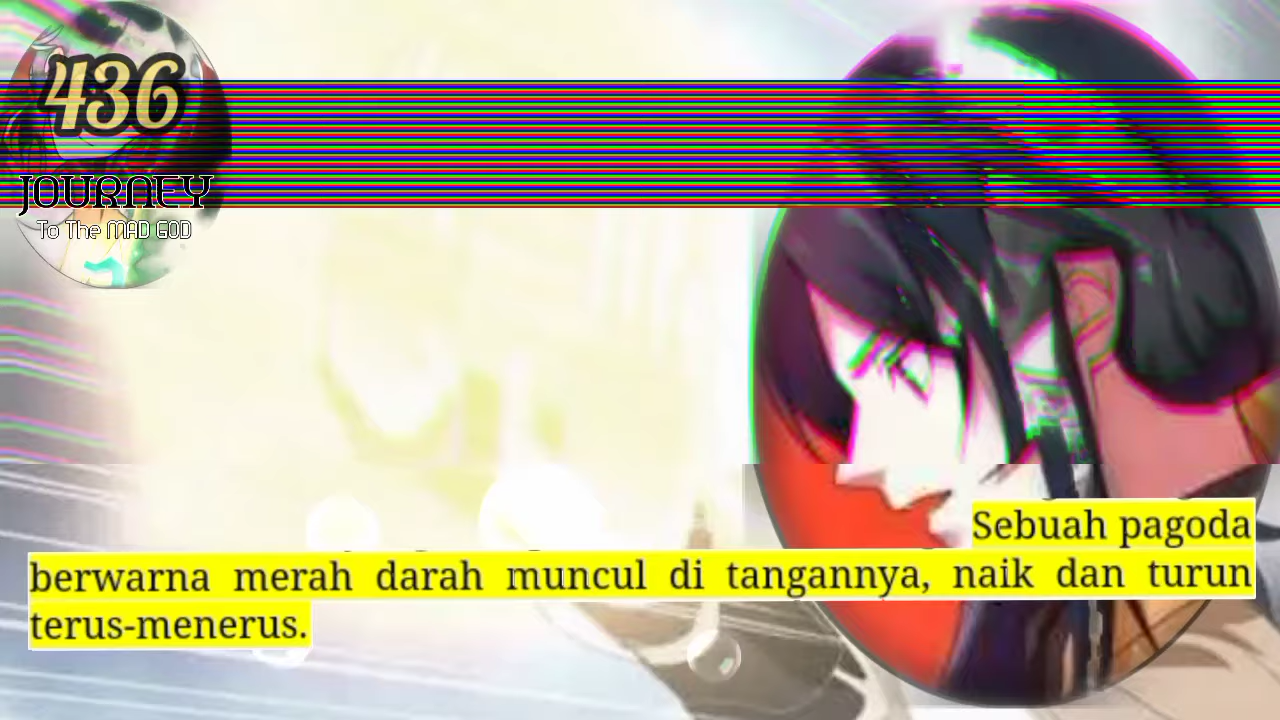 436
JOURNEY
To The MAD GOD
Sebuah pagoda
berwarna merah darah muncul di tangannya, naik dan turun
terus-menerus.